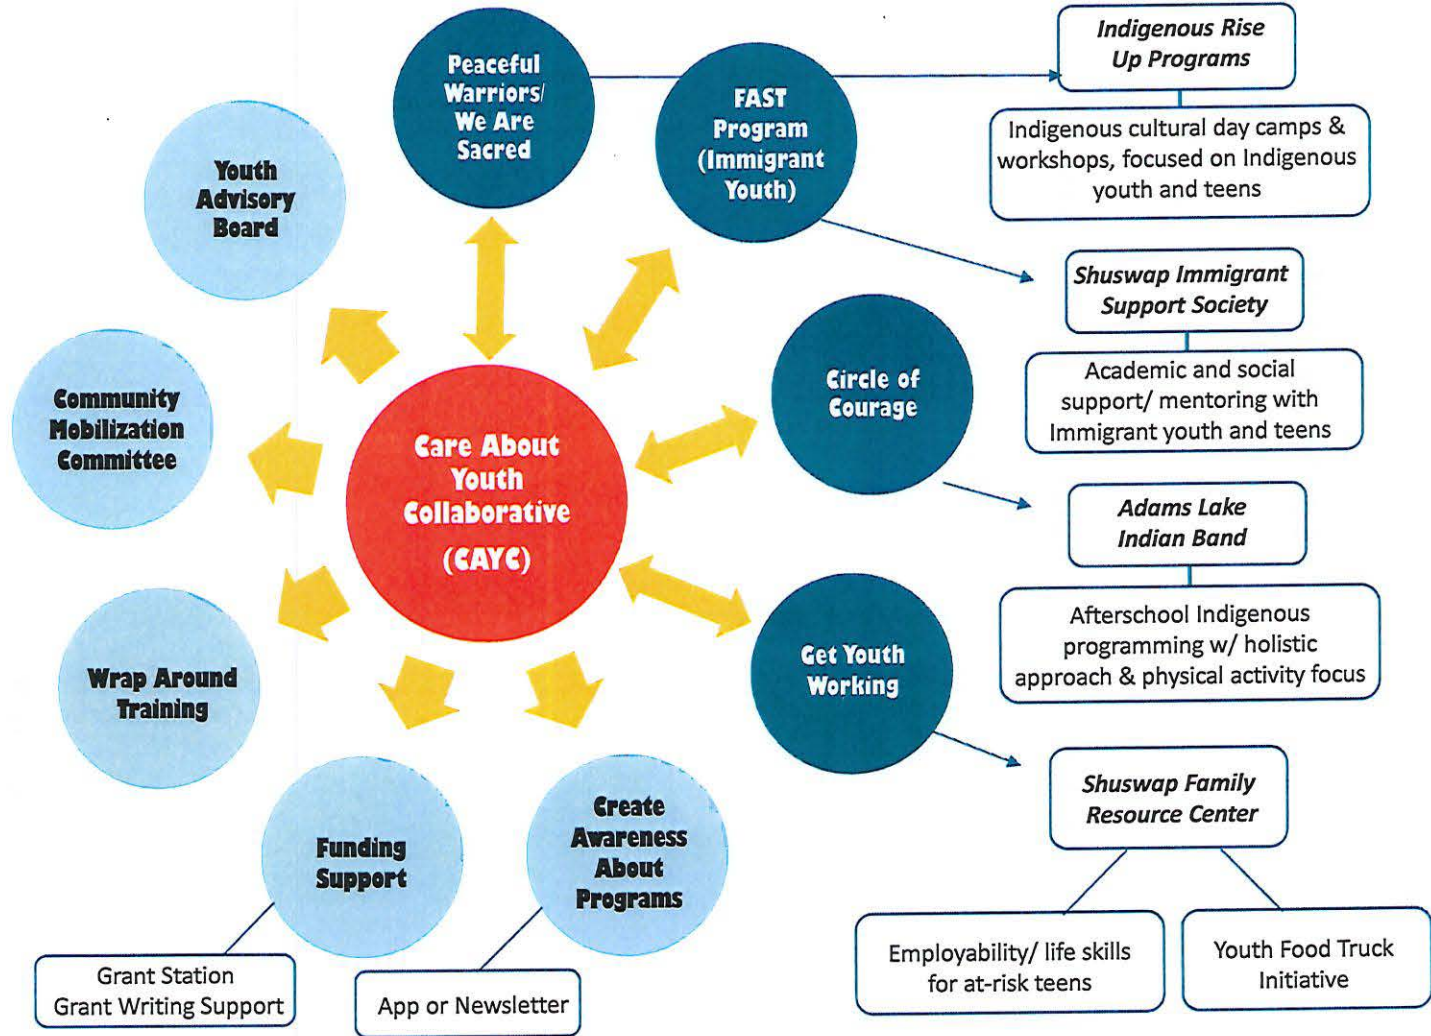 Peaceful
Warriors/
We Are
Sacred
FAST
Program
(Immigrant
Youth)
Indigenous Rise
Up Programs
Indigenous cultural day camps &
workshops, focused on Indigenous
youth and teens
Youth
Advisory
Board
Shuswap Immigrant
Support Society
Academic and social
support/ mentoring with
Immigrant youth and teens
Circle of
Courage
Community
Mobilization
Committee
Care About
Youth
Collaborative
(CAYC)
Adams Lake
Indian Band
Afterschool Indigenous
programming w/ holistic
approach & physical activity focus
Get Youth
Working
Wrap Around
Training
Shuswap Family
Resource Center
Funding
Support
Create
Awareness
About
Programs
Employability/ life skills
for at-risk teens
Youth Food Truck
Initiative
Grant Station
Grant Writing Support
App or Newsletter